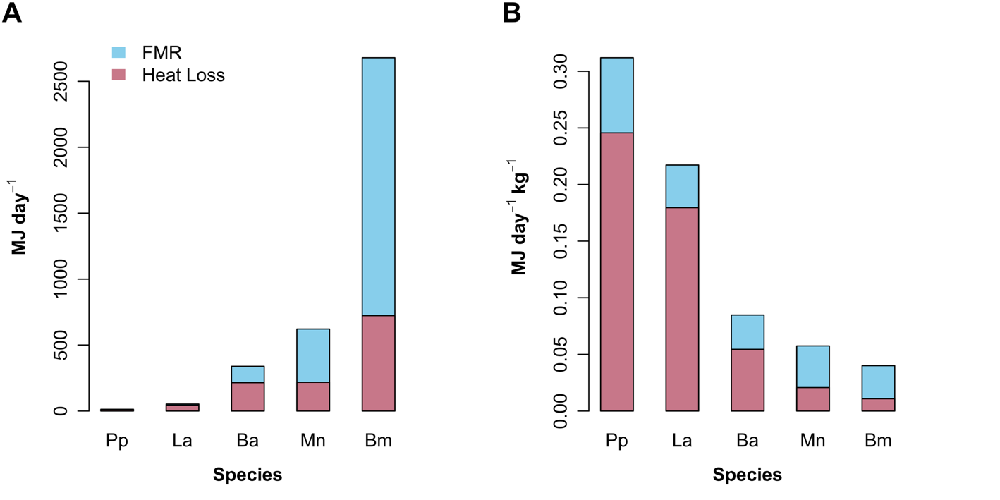 A
FMR
Heat Loss
MJ day⁻¹
2500
2000
1500
1000
500
0
Pp La Ba Mn Bm
Species
B
MJ day⁻¹ kg⁻¹
0.30
0.25
0.20
0.15
0.10
0.05
0.00
Pp La Ba Mn Bm
Species